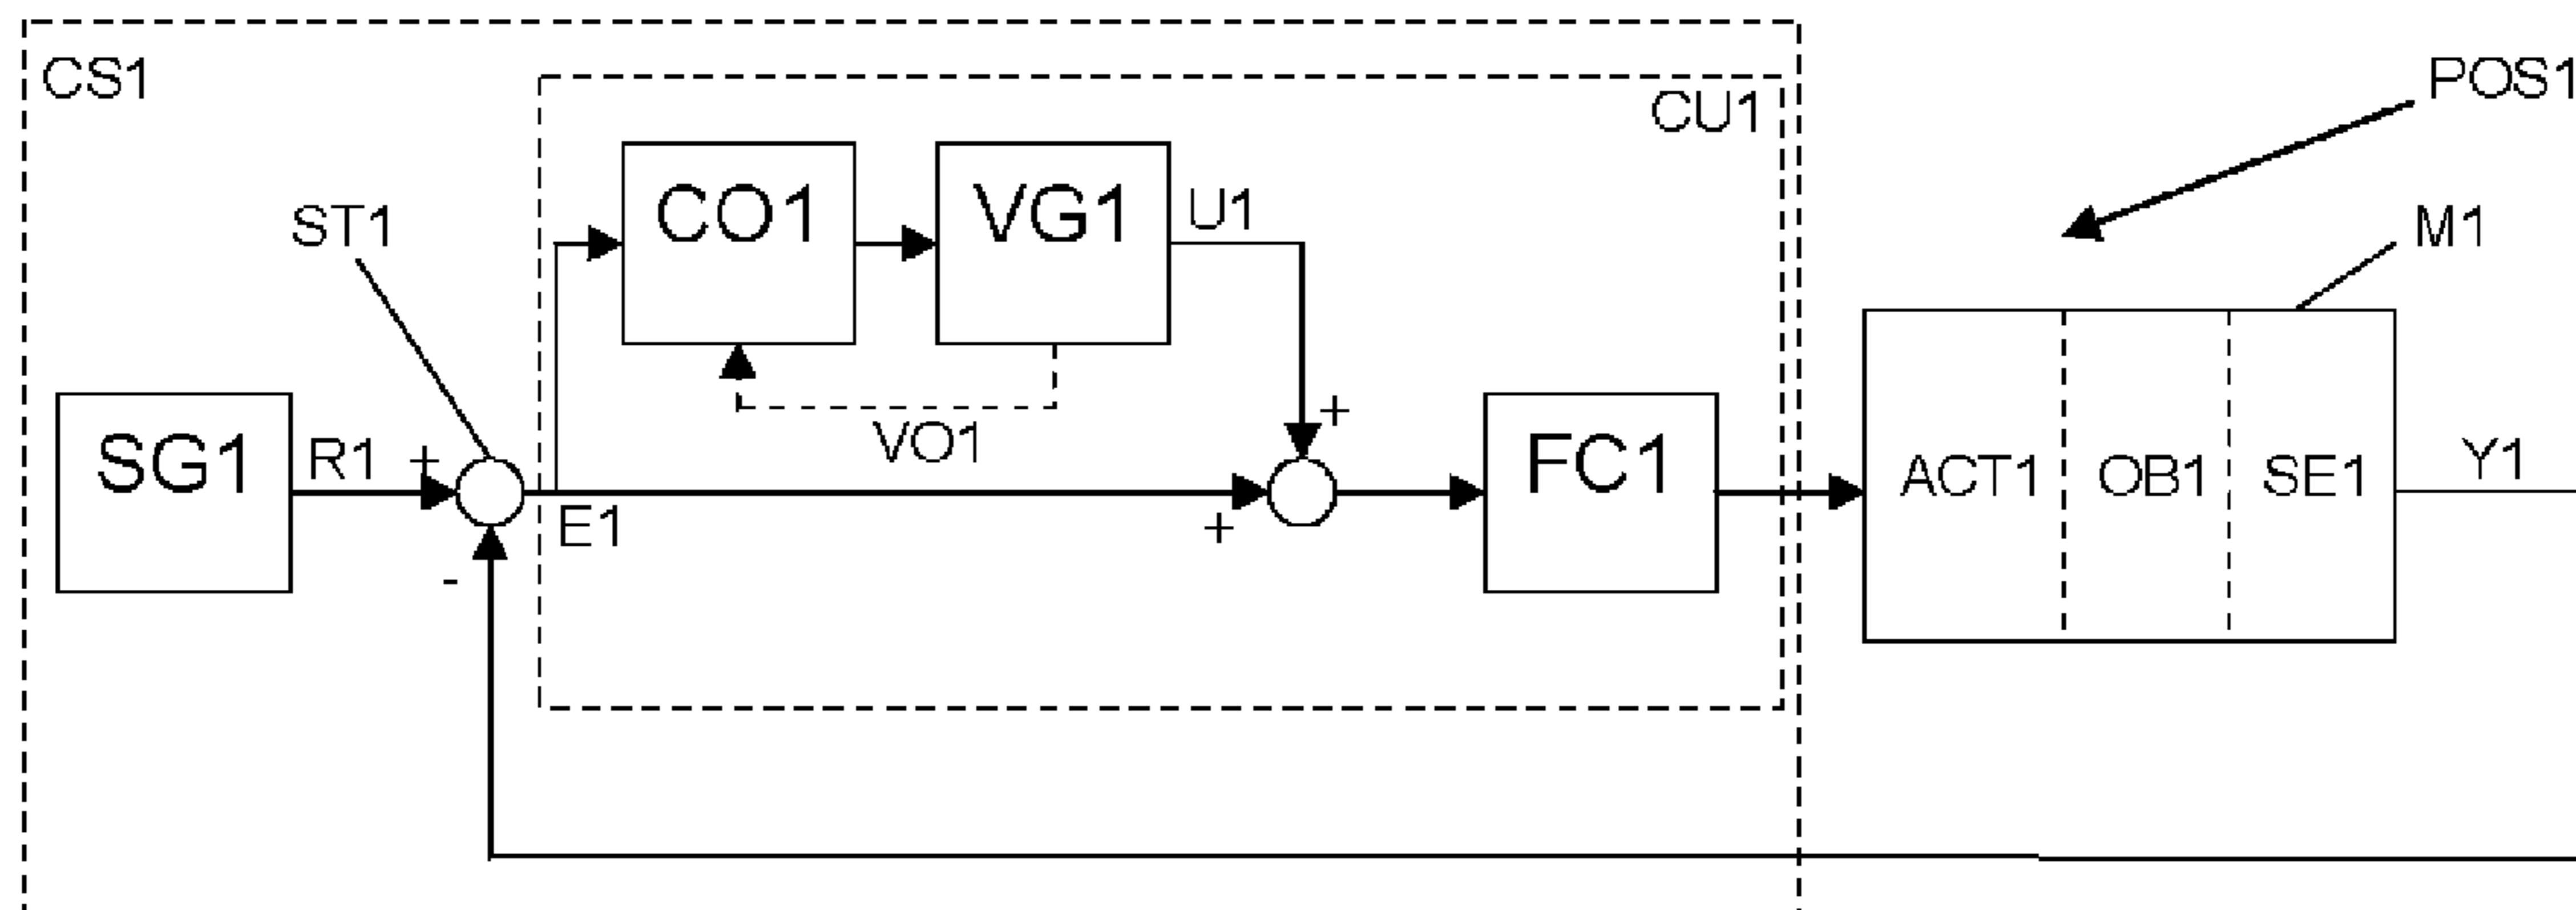 CS1
POS1
CU1
CO1
VG1
U1
ST1
M1
+
SG1
R1
+
VO1
FC1
ACT1
OB1
SE1
Y1
E1
+
-